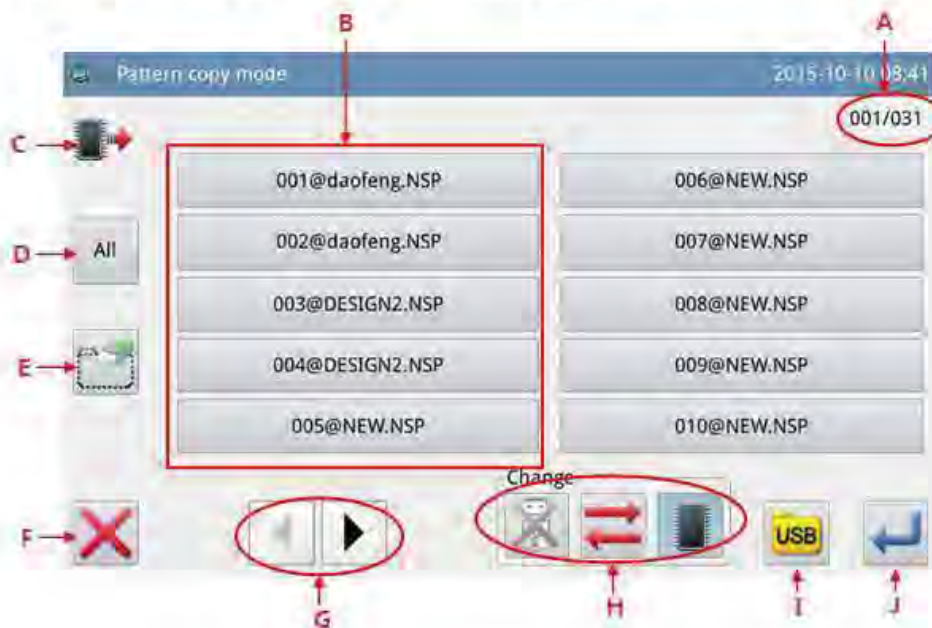 B
A
Pattern copy mode
2015-10-10 08:41
001/031
C
001@daofeng.NSP
006@NEW.NSP
D
All
002@daofeng.NSP
007@NEW.NSP
003@DESIGN2.NSP
008@NEW.NSP
E
004@DESIGN2.NSP
009@NEW.NSP
005@NEW.NSP
010@NEW.NSP
Change
F
USB
G
H
I
J